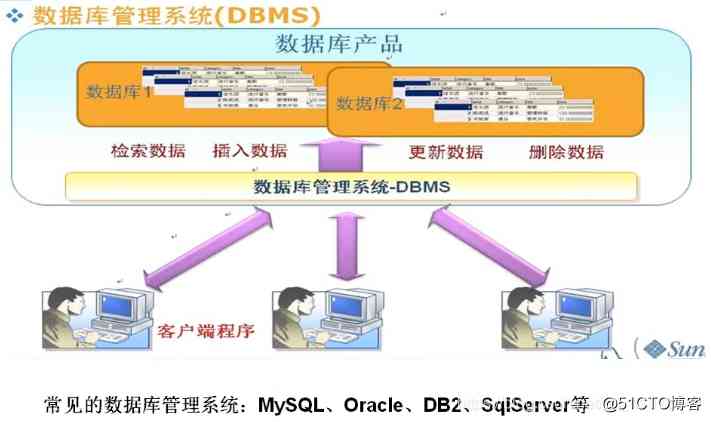 数据库管理系统(DBMS)
数据库产品
数据库1
数据库2
检索数据 插入数据 更新数据 删除数据
数据库管理系统-DBMS
客户端程序
Sun
常见的数据库管理系统：MySQL、Oracle、DB2、SqlServer等
@51CTO博客